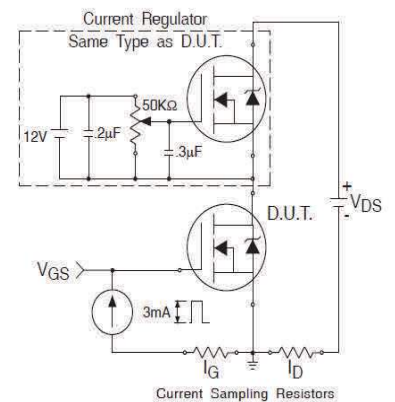 Current Regulator
Same Type as D.U.T.
50KΩ
12V
.2μF
.3μF
+
VDS
-
D.U.T.
VGS
3mA
IG
ID
Current Sampling Resistors